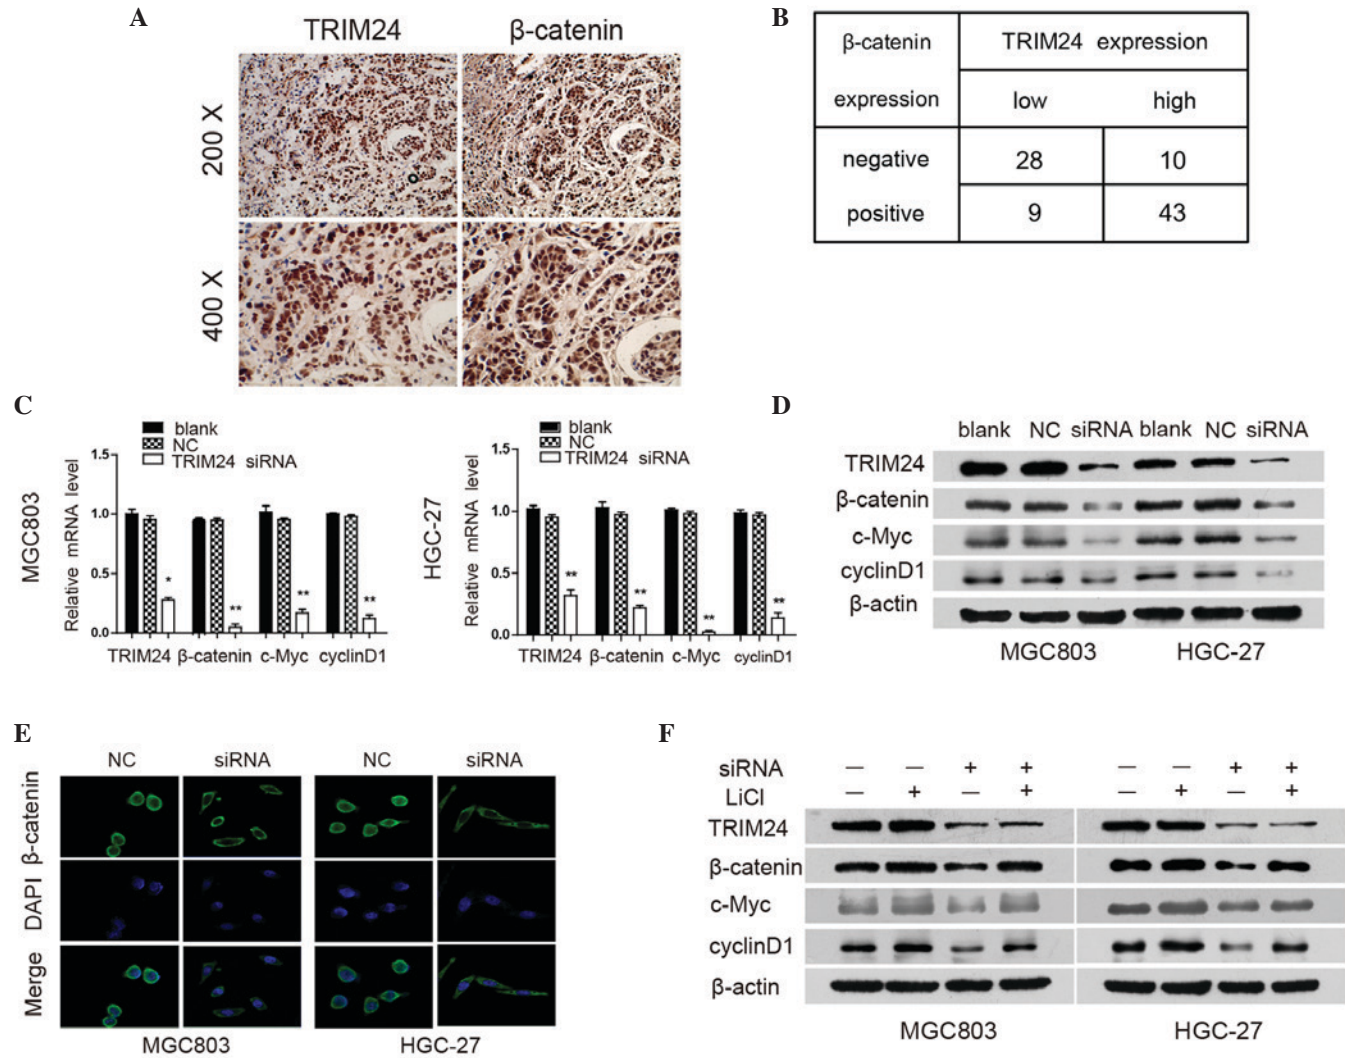 A
TRIM24 β-catenin
200 X
400 X
B
β-catenin TRIM24 expression
expression low high
negative 28 10
positive 9 43
C
MGC803
blank
NC
TRIM24 siRNA
Relative mRNA level
1.5
1.0
0.5
0.0
* ** ** **
TRIM24 β-catenin c-Myc cyclinD1
HGC-27
blank
NC
TRIM24 siRNA
Relative mRNA level
1.5
1.0
0.5
0.0
** ** ** **
TRIM24 β-catenin c-Myc cyclinD1
D
blank NC siRNA blank NC siRNA
TRIM24
β-catenin
c-Myc
cyclinD1
β-actin
MGC803 HGC-27
E
NC siRNA NC siRNA
β-catenin
DAPI
Merge
MGC803 HGC-27
F
siRNA — — + + — — + +
LiCl — + — + — + — +
TRIM24
β-catenin
c-Myc
cyclinD1
β-actin
MGC803 HGC-27